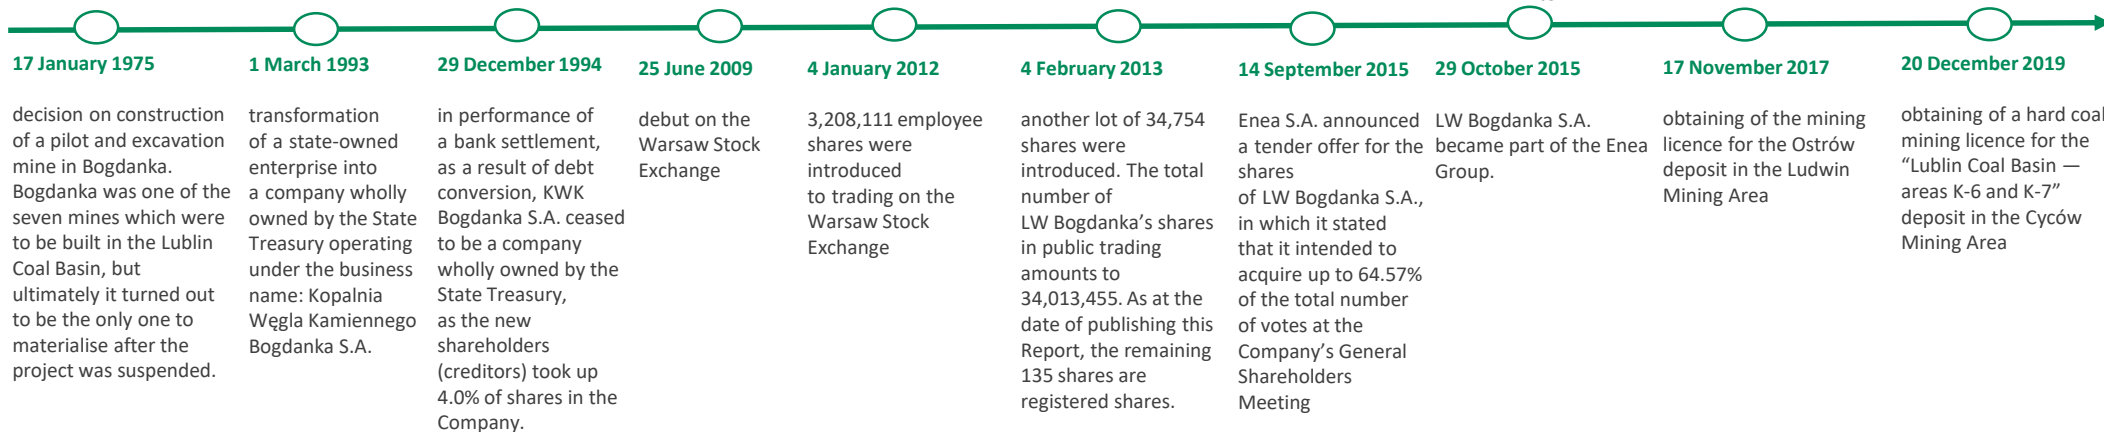 17 January 1975
decision on construction
of a pilot and excavation
mine in Bogdanka.
Bogdanka was one of the
seven mines which were
to be built in the Lublin
Coal Basin, but
ultimately it turned out
to be the only one to
materialise after the
project was suspended.
1 March 1993
transformation
of a state-owned
enterprise into
a company wholly
owned by the State
Treasury operating
under the business
name: Kopalnia
Węgla Kamiennego
Bogdanka S.A.
29 December 1994
in performance of
a bank settlement,
as a result of debt
conversion, KWK
Bogdanka S.A. ceased
to be a company
wholly owned by the
State Treasury,
as the new
shareholders
(creditors) took up
4.0% of shares in the
Company.
25 June 2009
debut on the
Warsaw Stock
Exchange
4 January 2012
3,208,111 employee
shares were
introduced
to trading on the
Warsaw Stock
Exchange
4 February 2013
another lot of 34,754
shares were
introduced. The total
number of
LW Bogdanka's shares
in public trading
amounts to
34,013,455. As at the
date of publishing this
Report, the remaining
135 shares are
registered shares.
14 September 2015
Enea S.A. announced
a tender offer for the
shares
of LW Bogdanka S.A.,
in which it stated
that it intended to
acquire up to 64.57%
of the total number
of votes at the
Company's General
Shareholders
Meeting
29 October 2015
LW Bogdanka S.A.
became part of the Enea
Group.
17 November 2017
obtaining of the mining
licence for the Ostrów
deposit in the Ludwin
Mining Area
20 December 2019
obtaining of a hard coal
mining licence for the
“Lublin Coal Basin —
areas K-6 and K-7”
deposit in the Cyców
Mining Area